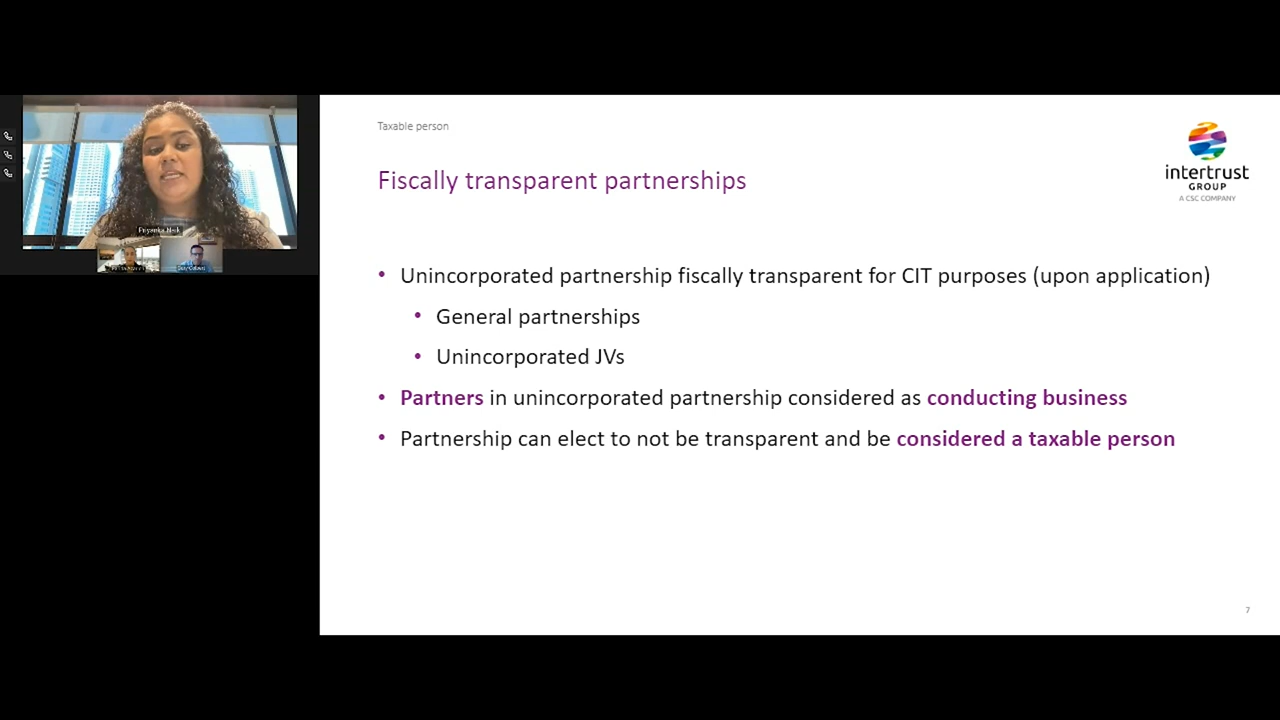 Taxable person
intertrust
GROUP
A CSC COMPANY
Fiscally transparent partnerships
• Unincorporated partnership fiscally transparent for CIT purposes (upon application)
• General partnerships
• Unincorporated JVs
• Partners in unincorporated partnership considered as conducting business
• Partnership can elect to not be transparent and be considered a taxable person
7
Priyanka Naik